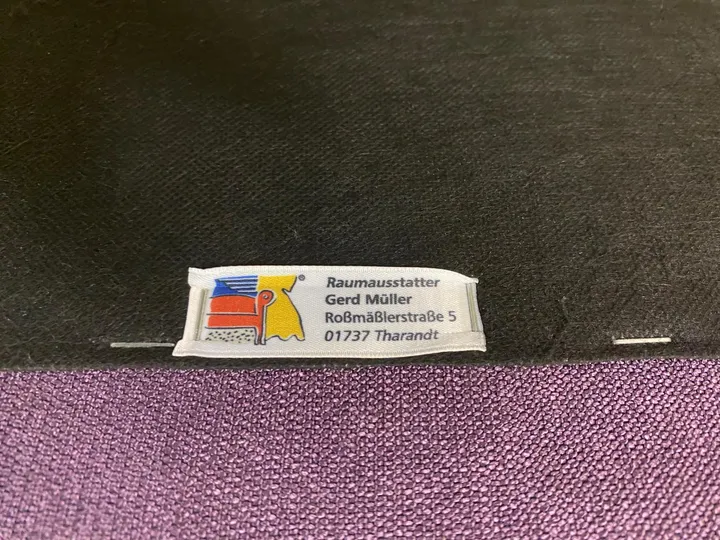 ®
Raumausstatter
Gerd Müller
Roßmäßlerstraße 5
01737 Tharandt